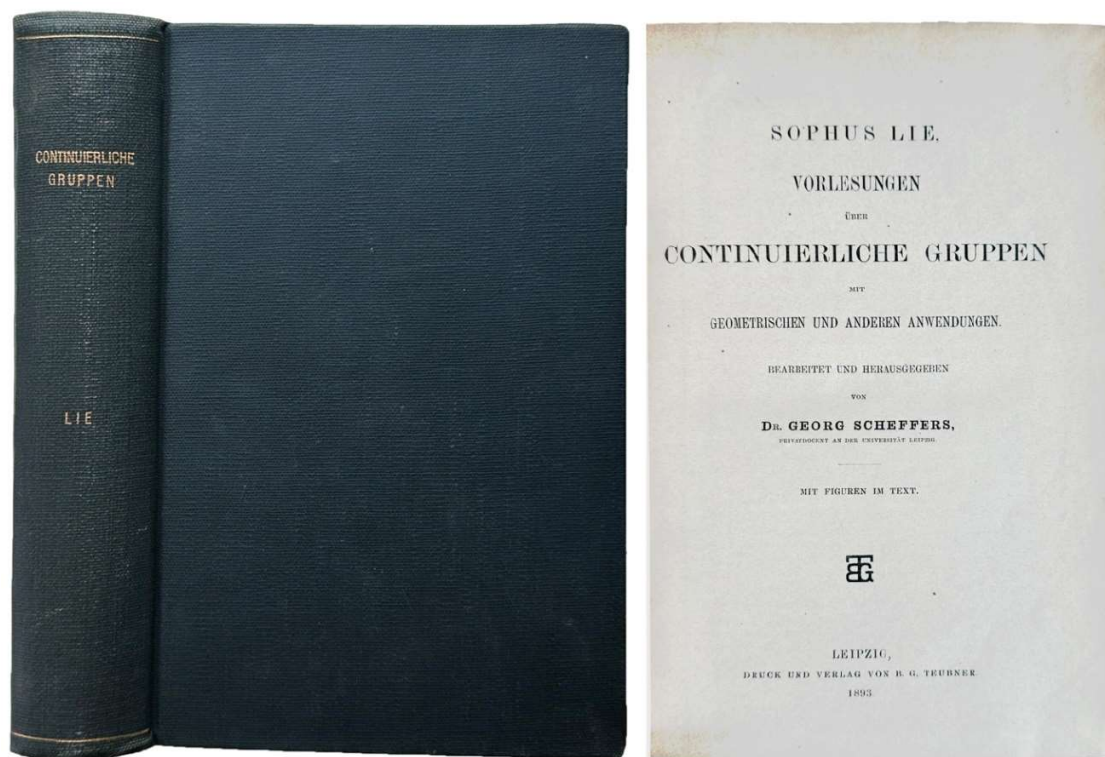 CONTINUIERLICHE
GRUPPEN
LIE
SOPHUS LIE,
VORLESUNGEN
ÜBER
CONTINUIERLICHE GRUPPEN
MIT
GEOMETRISCHEN UND ANDEREN ANWENDUNGEN.
BEARBEITET UND HERAUSGEGEBEN
VON
DR. GEORG SCHEFFERS,
PRIVATDOCENT AN DER UNIVERSITÄT LEIPZIG.
MIT FIGUREN IM TEXT.
BTG
LEIPZIG,
DRUCK UND VERLAG VON B. G. TEUBNER.
1893